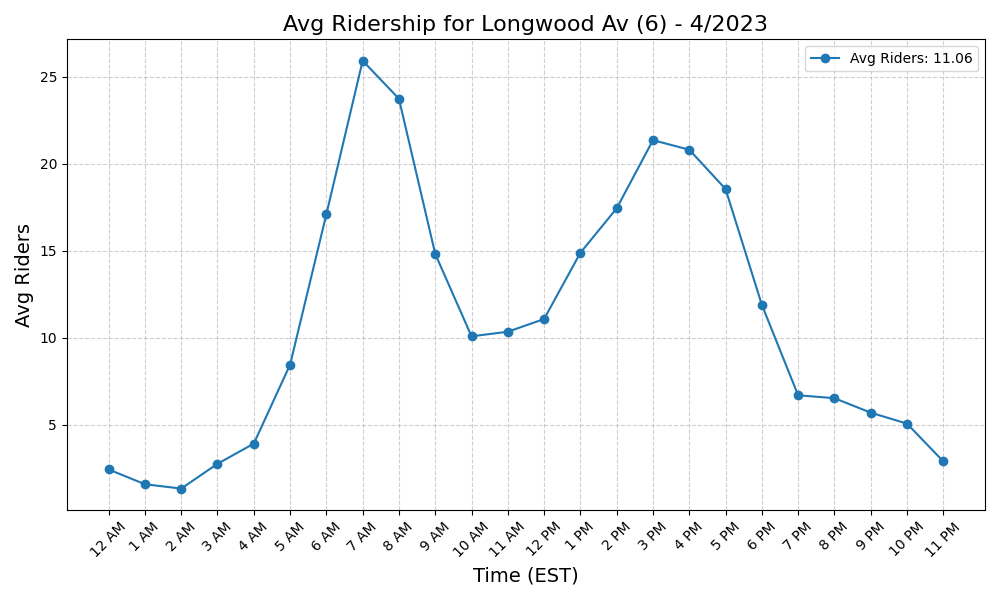 Avg Ridership for Longwood Av (6) - 4/2023
Avg Riders: 11.06
Avg Riders
25
20
15
10
5
12 AM
1 AM
2 AM
3 AM
4 AM
5 AM
6 AM
7 AM
8 AM
9 AM
10 AM
11 AM
12 PM
1 PM
2 PM
3 PM
4 PM
5 PM
6 PM
7 PM
8 PM
9 PM
10 PM
11 PM
Time (EST)